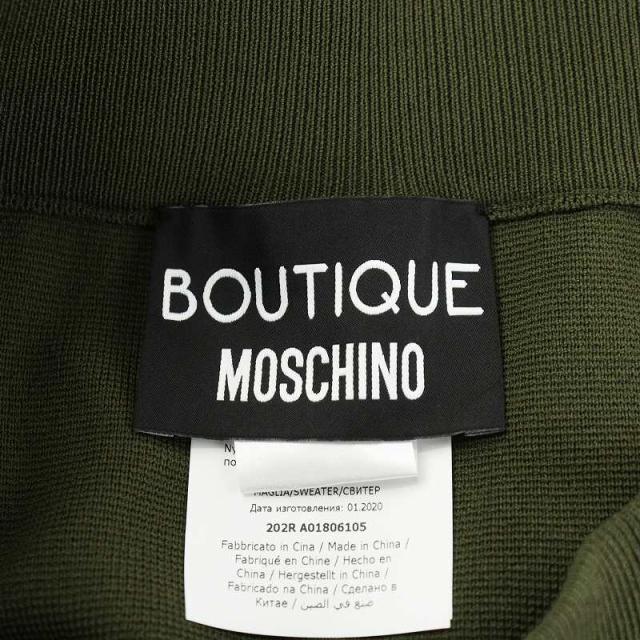 BOUTIQUE
MOSCHINO
MAGLIA/SWEATER/СВИТЕР
Дата изготовления: 01.2020
202R A01806105
Fabbricato in Cina / Made in China /
Fabriqué en Chine / Hecho en
China / Hergestellt in China /
Fabricado na China / Сделано в
Китае / صنع في الصين